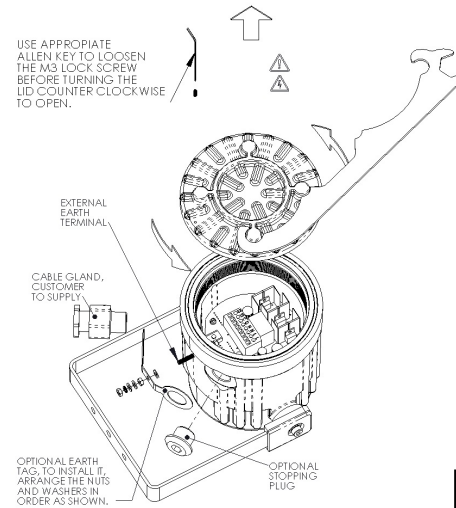 USE APPROPIATE
ALLEN KEY TO LOOSEN
THE M3 LOCK SCREW
BEFORE TURNING THE
LID COUNTER CLOCKWISE
TO OPEN.
EXTERNAL
EARTH
TERMINAL
CABLE GLAND,
CUSTOMER
TO SUPPLY
OPTIONAL EARTH
TAG, TO INSTALL IT,
ARRANGE THE NUTS
AND WASHERS IN
ORDER AS SHOWN.
OPTIONAL
STOPPING
PLUG